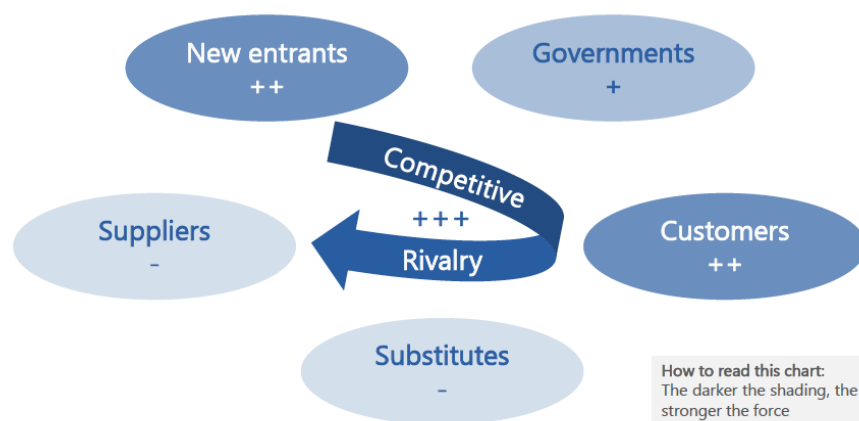 New entrants
++
Governments
+
Competitive
+++
Rivalry
Suppliers
-
Customers
++
Substitutes
-
How to read this chart:
The darker the shading, the
stronger the force